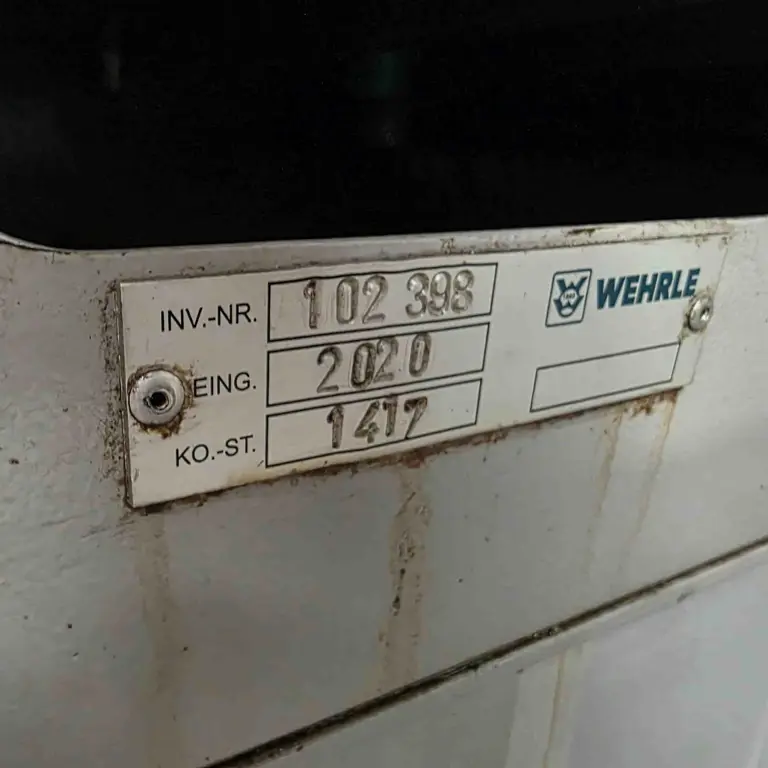 INV.-NR. 102 398
EING. 2020
KO.-ST. 1417
WEHRLE